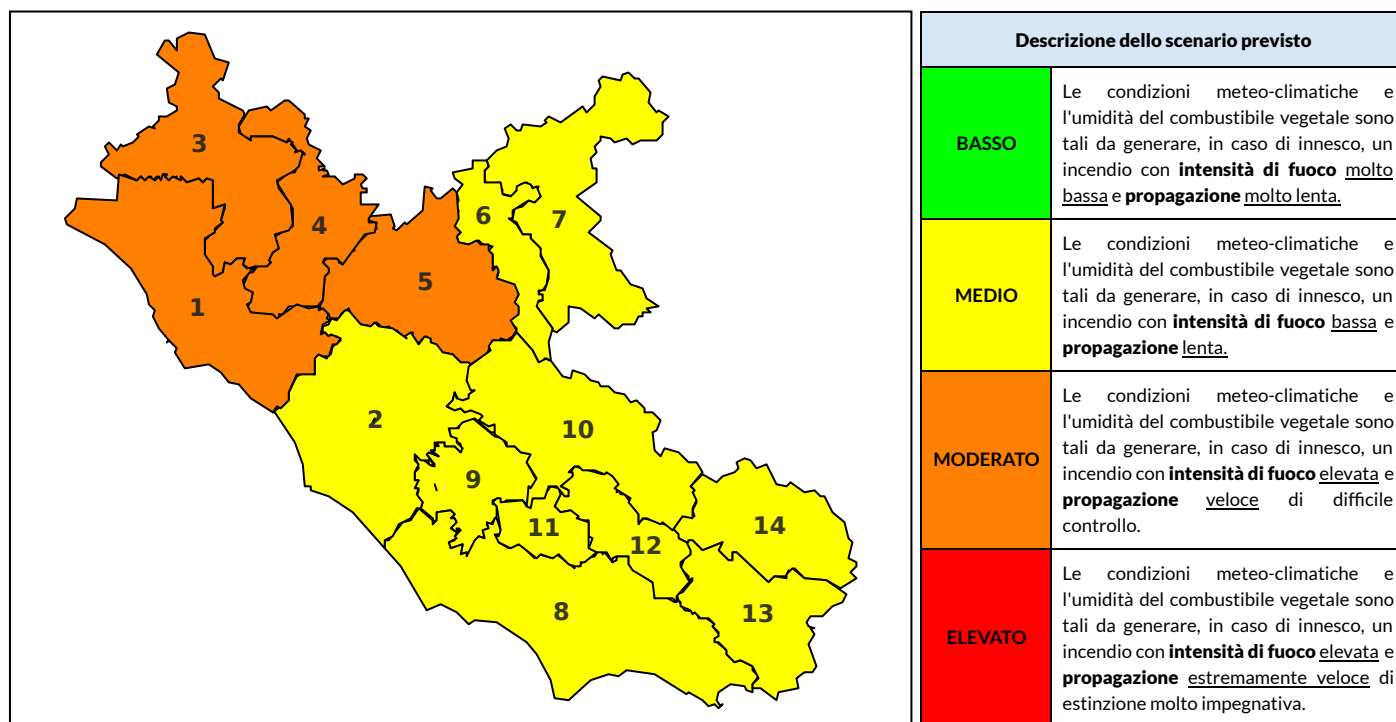 3
4
6
7
5
1
2
10
9
11
12
14
8
13
Descrizione dello scenario previsto
BASSO
Le condizioni meteo-climatiche e
l'umidità del combustibile vegetale sono
tali da generare, in caso di innesco, un
incendio con intensità di fuoco molto
bassa e propagazione molto lenta.
MEDIO
Le condizioni meteo-climatiche e
l'umidità del combustibile vegetale sono
tali da generare, in caso di innesco, un
incendio con intensità di fuoco bassa e
propagazione lenta.
MODERATO
Le condizioni meteo-climatiche e
l'umidità del combustibile vegetale sono
tali da generare, in caso di innesco, un
incendio con intensità di fuoco elevata e
propagazione veloce di difficile
controllo.
ELEVATO
Le condizioni meteo-climatiche e
l'umidità del combustibile vegetale sono
tali da generare, in caso di innesco, un
incendio con intensità di fuoco elevata e
propagazione estremamente veloce di
estinzione molto impegnativa.